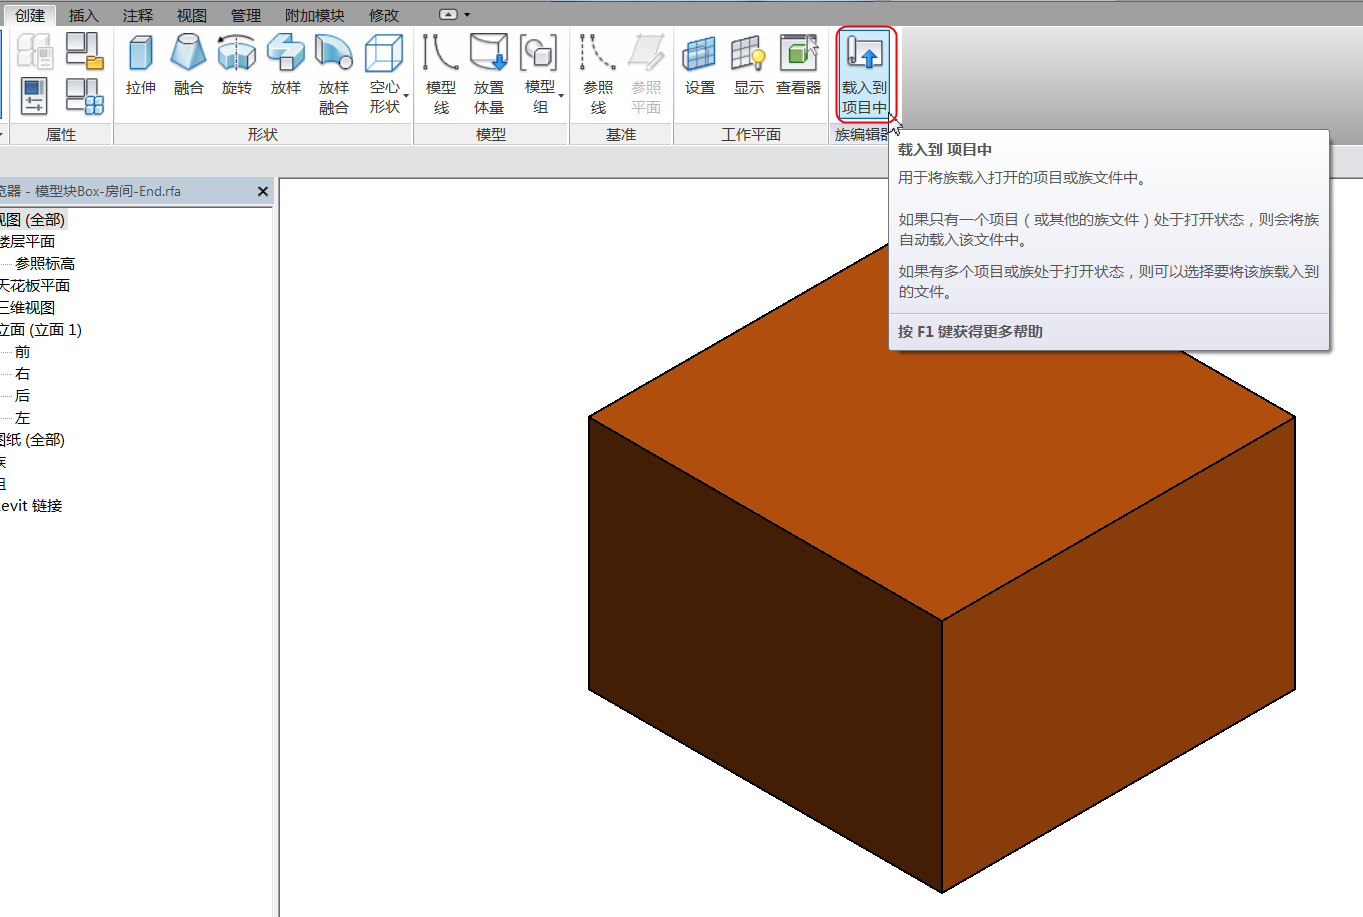 创建 插入 注释 视图 管理 附加模块 修改
拉伸 融合 旋转 放样 放样融合 空心形状 模型线 放置体量 模型组 参照线 参照平面 设置 显示 查看器 载入到项目中
属性 形状 模型 基准 工作平面 族编辑器
载入到 项目中
用于将族载入打开的项目或族文件中。
如果只有一个项目（或其他的族文件）处于打开状态，则会将族
自动载入该文件中。
如果有多个项目或族处于打开状态，则可以选择要将该族载入到
的文件。
按 F1 键获得更多帮助
览器 - 模型块Box-房间-End.rfa
视图 (全部)
楼层平面
参照标高
天花板平面
三维视图
立面 (立面 1)
前
右
后
左
图纸 (全部)
族
组
evit 链接